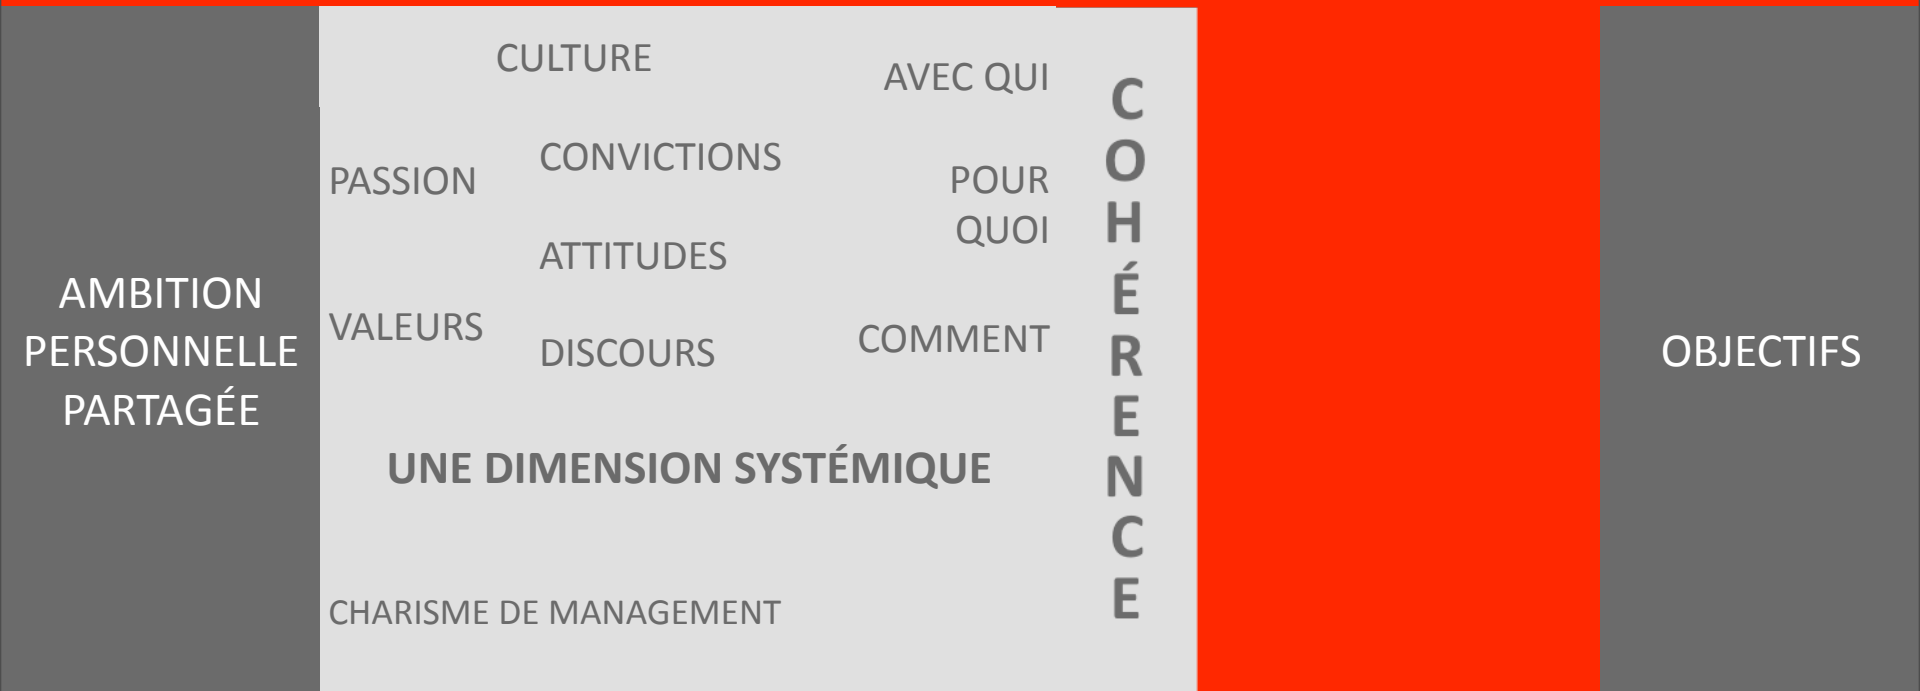 AMBITION
PERSONNELLE
PARTAGÉE
CULTURE
AVEC QUI
PASSION
CONVICTIONS
POUR
QUOI
ATTITUDES
VALEURS
DISCOURS
COMMENT
UNE DIMENSION SYSTÉMIQUE
CHARISME DE MANAGEMENT
COHÉRENCE
OBJECTIFS